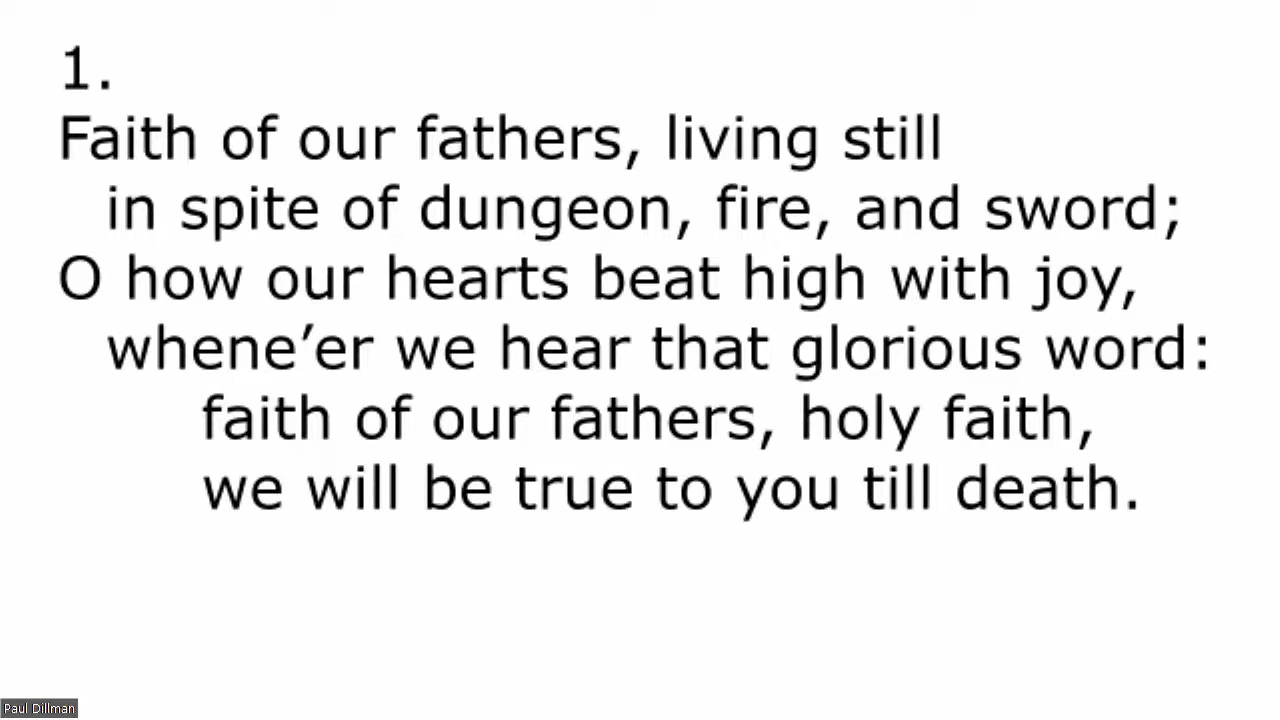 1.
Faith of our fathers, living still
in spite of dungeon, fire, and sword;
O how our hearts beat high with joy,
whene’er we hear that glorious word:
faith of our fathers, holy faith,
we will be true to you till death.
Paul Dillman